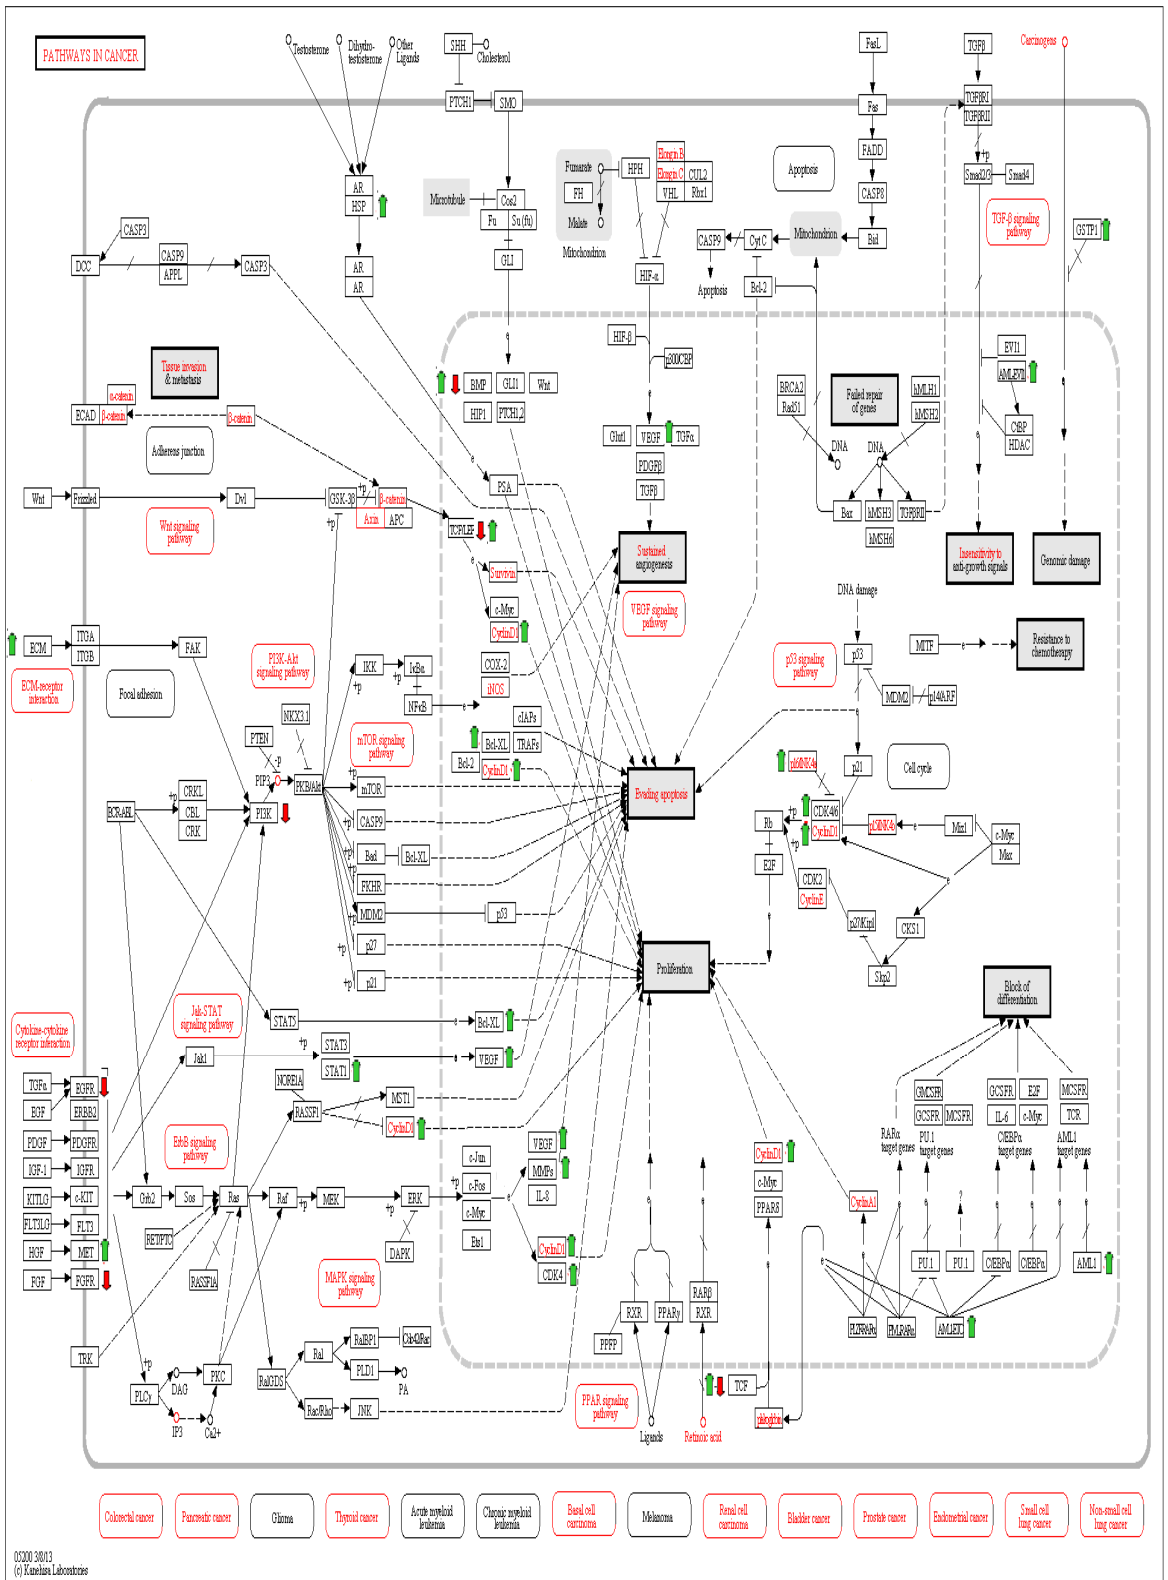 PATHWAYS IN CANCER
Testosterone
Dihydro-
testosterone
Other
Ligands
SHH
Cholesterol
FasL
TGFβ
Carcinogens
PTCH1
SMO
Fas
TGFβRI
TGFβRII
FADD
+p
Smad2/3
Smad4
CASP8
Apoptosis
AR
HSP
Microtubule
Cos2
Fu
Su(fu)
Fumarate
FH
Malate
Mitochondrion
HPH
Elongin B
Elongin C
CUL2
VHL
Rbx1
TGF-β signaling
pathway
GSTP1
CASP3
DCC
CASP9
APPL
CASP3
AR
AR
GLI
HIF-α
CASP9
Cyt C
Mitochondrion
Bid
Apoptosis
Bcl-2
e
HIF-β
p300/CBP
e
EVI1
AML-EVI1
CtBP
HDAC
Tissue invasion
& metastasis
BMP
GLI1
Wnt
HIP1
PTCH1,2
BRCA2
Rad51
Failed repair
of genes
hMLH1
hMSH2
α-catenin
ECAD
β-catenin
β-catenin
Adherens junction
Glut1
VEGF
TGFα
PDGFβ
TGFβ
DNA
DNA
e
PSA
Wnt
Frizzled
Dvl
GSK-3β
+p
β-catenin
Axin
APC
+p
Bax
hMSH3
TGFβRII
hMSH6
Wnt signaling
pathway
TCF/LEF
e
Survivin
Sustained
angiogenesis
Insensitivity to
anti-growth signals
Genomic damage
c-Myc
CyclinD1
VEGF signaling
pathway
DNA damage
ECM
ITGA
ITGB
FAK
PI3K-Akt
signaling pathway
IKK
+p
IκBα
+p
NFκB
e
COX-2
iNOS
p53 signaling
pathway
p53
MITF
e
Resistance to
chemotherapy
ECM-receptor
interaction
Focal adhesion
MDM2
p14/ARF
NKX3.1
PTEN
-p
PIP3
PKB/Akt
mTOR signaling
pathway
cIAPs
Bcl-XL
TRAFs
Bcl-2
CyclinD1
e
p16INK4a
p21
Cell cycle
BCR-ABL
+p
CRKL
CBL
CRK
PI3K
+p
mTOR
Evading apoptosis
+p
CASP9
Rb
+p
+p
CDK4/6
CyclinD1
p15INK4b
e
Miz1
c-Myc
Max
+p
Bad
Bcl-XL
E2F
+p
FKHR
CDK2
CyclinE
e
+p
MDM2
p53
e
p27/Kip1
CKS1
+p
p27
+p
p21
Proliferation
Skp2
Block of
differentiation
Cytokine-cytokine
receptor interaction
Jak-STAT
signaling pathway
STAT5
e
Bcl-XL
Jak1
+p
STAT3
STAT1
e
VEGF
TGFα
EGFR
EGF
ERBB2
NORE1A
RASSF1
MST1
CyclinD1
GMCSFR
GCSFR
MCSFR
GCSFR
E2F
IL-6
c-Myc
MCSFR
TCR
RARα
target genes
PU.1
target genes
C/EBPα
target genes
AML1
target genes
PDGF
PDGFR
IGF-1
IGFR
KITLG
c-KIT
FLT3LG
FLT3
HGF
MET
FGF
FGFR
ErbB signaling
pathway
Grb2
Sos
Ras
Raf
+p
MEK
+p
ERK
+p
c-Jun
c-Fos
c-Myc
Ets1
e
VEGF
MMPs
IL-8
CyclinD1
CDK4
CyclinD1
c-Myc
PPARδ
CyclinA1
?
RET/PTC
RASSF1A
DAPK
MAPK signaling
pathway
e
e
e
e
e
e
e
e
PU.1
PU.1
C/EBPα
C/EBPα
AML1
e
TRK
RalBP1
Cdc42/Rac
Ral
PLD1
PA
RXR
PPARγ
PPFP
RARβ
RXR
PLZF-RARα
PML-RARα
AML1-ETO
+p
PLCγ
DAG
IP3
Ca2+
PKC
RalGDS
Rac/Rho
JNK
PPAR signaling
pathway
Ligands
Retinoic acid
TCF
Colorectal cancer
Pancreatic cancer
Glioma
Thyroid cancer
Acute myeloid
leukemia
Chronic myeloid
leukemia
Basal cell
carcinoma
Melanoma
Renal cell
carcinoma
Bladder cancer
Prostate cancer
Endometrial cancer
Small cell
lung cancer
Non-small cell
lung cancer
05200 3/8/13
(c) Kanehisa Laboratories